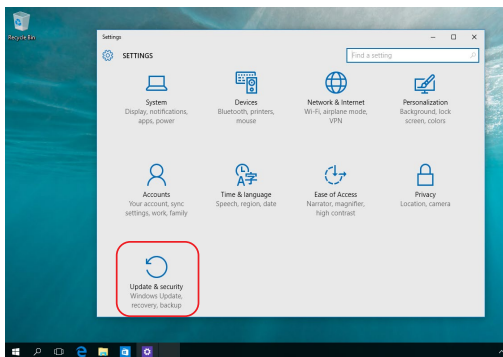 Recycle Bin
Settings
SETTINGS
Find a setting
System
Display, notifications,
apps, power
Devices
Bluetooth, printers,
mouse
Network & Internet
Wi-Fi, airplane mode,
VPN
Personalization
Background, lock
screen, colors
Accounts
Your account, sync
settings, work, family
Time & language
Speech, region, date
Ease of Access
Narrator, magnifier,
high contrast
Privacy
Location, camera
Update & security
Windows Update,
recovery, backup